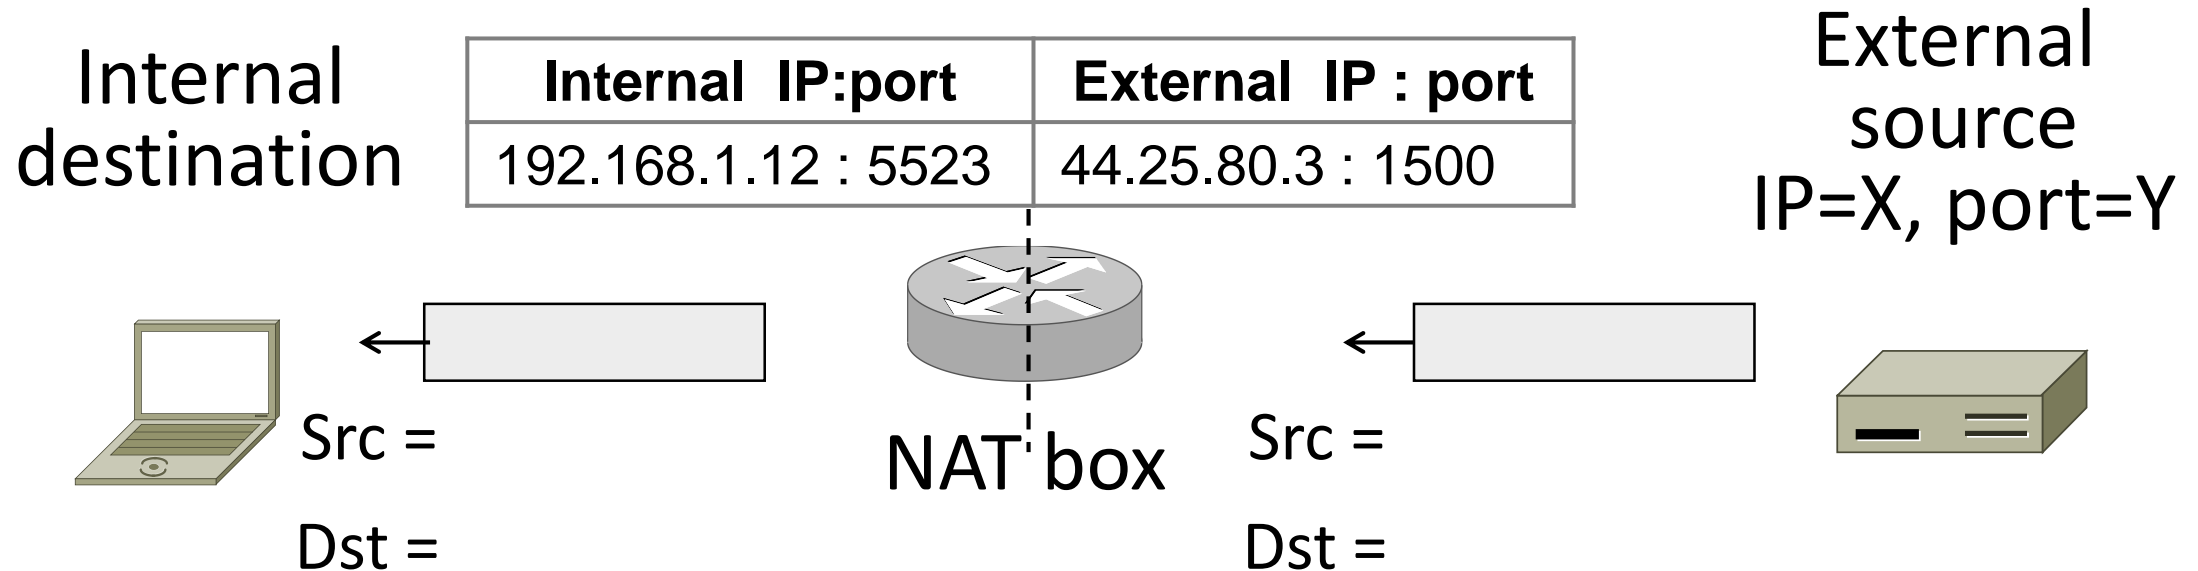 Internal
destination
Internal IP:port External IP : port
192.168.1.12 : 5523 44.25.80.3 : 1500
External
source
IP=X, port=Y
Src =
Dst =
NAT box
Src =
Dst =